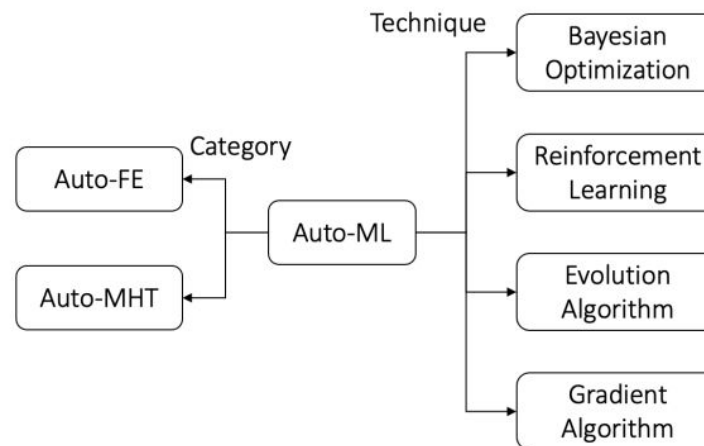 Technique
Bayesian
Optimization
Category
Reinforcement
Learning
Auto-FE
Auto-ML
Auto-MHT
Evolution
Algorithm
Gradient
Algorithm